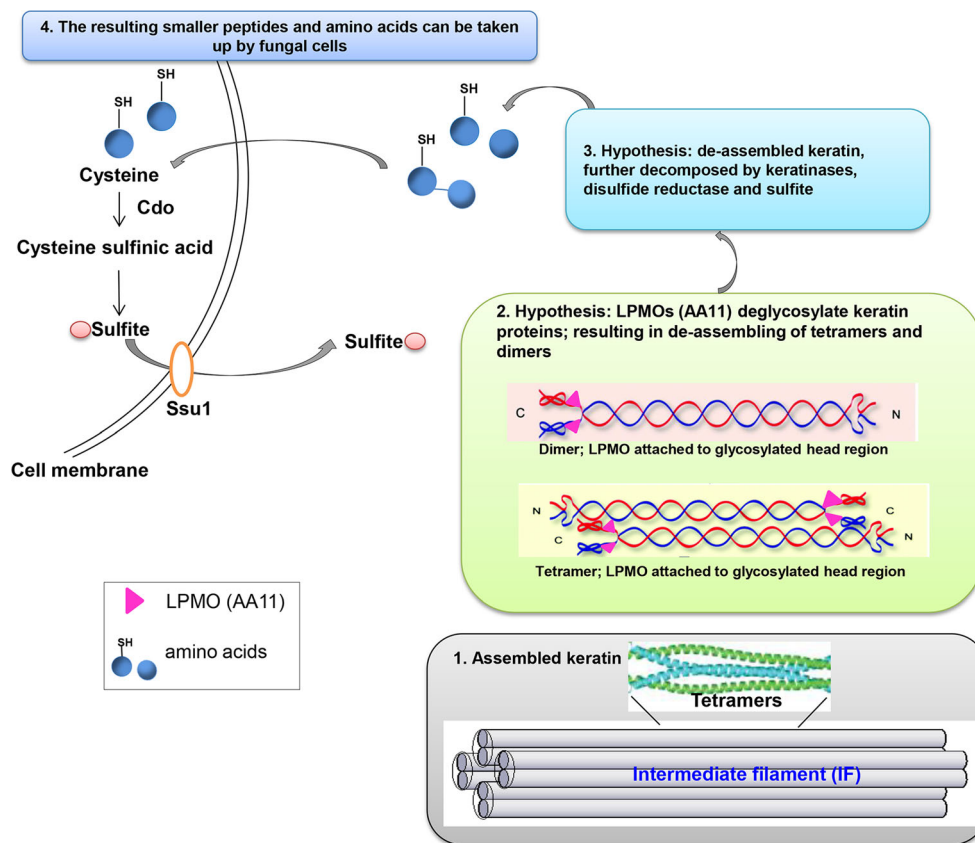 4. The resulting smaller peptides and amino acids can be taken
up by fungal cells
SH
SH
Cysteine
Cdo
Cysteine sulfinic acid
Sulfite
Ssu1
Sulfite
Cell membrane
SH
SH
3. Hypothesis: de-assembled keratin,
further decomposed by keratinases,
disulfide reductase and sulfite
2. Hypothesis: LPMOs (AA11) deglycosylate keratin
proteins; resulting in de-assembling of tetramers and
dimers
C
N
Dimer; LPMO attached to glycosylated head region
N
C
C
N
Tetramer; LPMO attached to glycosylated head region
LPMO (AA11)
SH
amino acids
1. Assembled keratin
Tetramers
Intermediate filament (IF)